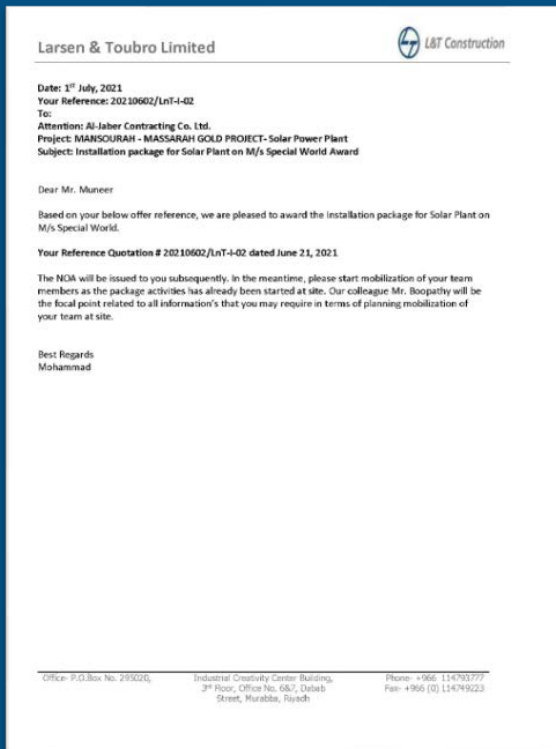 Larsen & Toubro Limited
L&T Construction
Date: 1ST July, 2021
Your Reference: 20210602/LnT-I-02
To:
Attention: Al-Jaber Contracting Co. Ltd.
Project: MANSOURAH - MASSARAH GOLD PROJECT- Solar Power Plant
Subject: Installation package for Solar Plant on M/s Special World Award
Dear Mr. Muneer
Based on your below offer reference, we are pleased to award the installation package for Solar Plant on
M/s Special World.
Your Reference Quotation # 20210602/LnT-I-02 dated June 21, 2021
The NOA will be issued to you subsequently. In the meantime, please start mobilization of your team
members as the package activities has already been started at site. Our colleague Mr. Boopathy will be
the focal point related to all information's that you may require in terms of planning mobilization of
your team at site.
Best Regards
Mohammad
Office- P.O.Box No. 295020,
Industrial Creativity Center Building,
3rd Floor, Office No. 6&7, Dabab
Street, Murabba, Riyadh
Phone- +966 114793777
Fax- +966 (0) 114749223